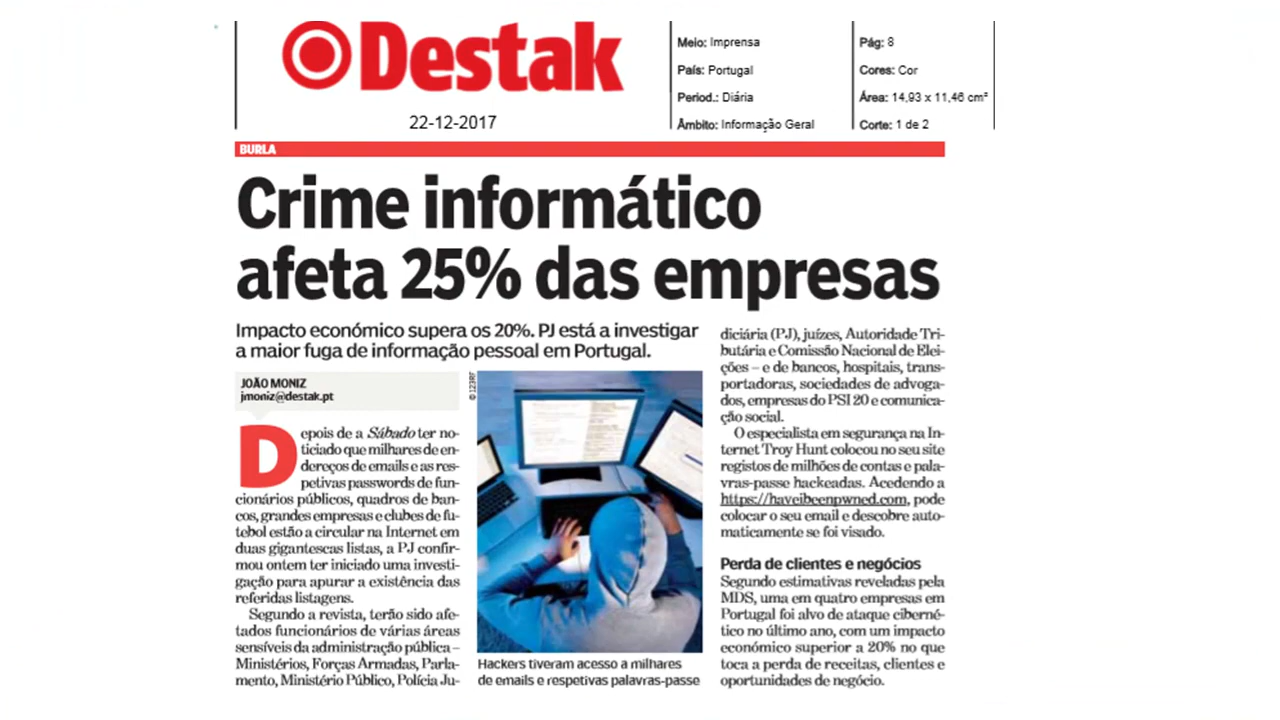 Destak
22-12-2017
Meio: Imprensa
País: Portugal
Period.: Diária
Âmbito: Informação Geral
Pág: 8
Cores: Cor
Área: 14,93 x 11,46 cm²
Corte: 1 de 2
BURLA
Crime informático
afeta 25% das empresas
Impacto económico supera os 20%. PJ está a investigar
a maior fuga de informação pessoal em Portugal.
JOÃO MONIZ
jmoniz@destak.pt
Depois de a Sábado ter no-
ticiado que milhares de en-
dereços de emails e as res-
petivas passwords de fun-
cionários públicos, quadros de ban-
cos, grandes empresas e clubes de fu-
tebol estão a circular na Internet em
duas gigantescas listas, a PJ confir-
mou ontem ter iniciado uma investi-
gação para apurar a existência das
referidas listagens.
Segundo a revista, terão sido afe-
tados funcionários de várias áreas
sensíveis da administração pública –
Ministérios, Forças Armadas, Parla-
mento, Ministério Público, Polícia Ju-
© 123RF
Hackers tiveram acesso a milhares
de emails e respetivas palavras-passe
diciária (PJ), juízes, Autoridade Tri-
butária e Comissão Nacional de Elei-
ções – e de bancos, hospitais, trans-
portadoras, sociedades de advoga-
dos, empresas do PSI 20 e comunica-
ção social.
O especialista em segurança na In-
ternet Troy Hunt colocou no seu site
registos de milhões de contas e pala-
vras-passe hackeadas. Acedendo a
https://haveibeenpwned.com, pode
colocar o seu email e descobre auto-
maticamente se foi visado.
Perda de clientes e negócios
Segundo estimativas reveladas pela
MDS, uma em quatro empresas em
Portugal foi alvo de ataque ciberné-
tico no último ano, com um impacto
económico superior a 20% no que
toca a perda de receitas, clientes e
oportunidades de negócio.